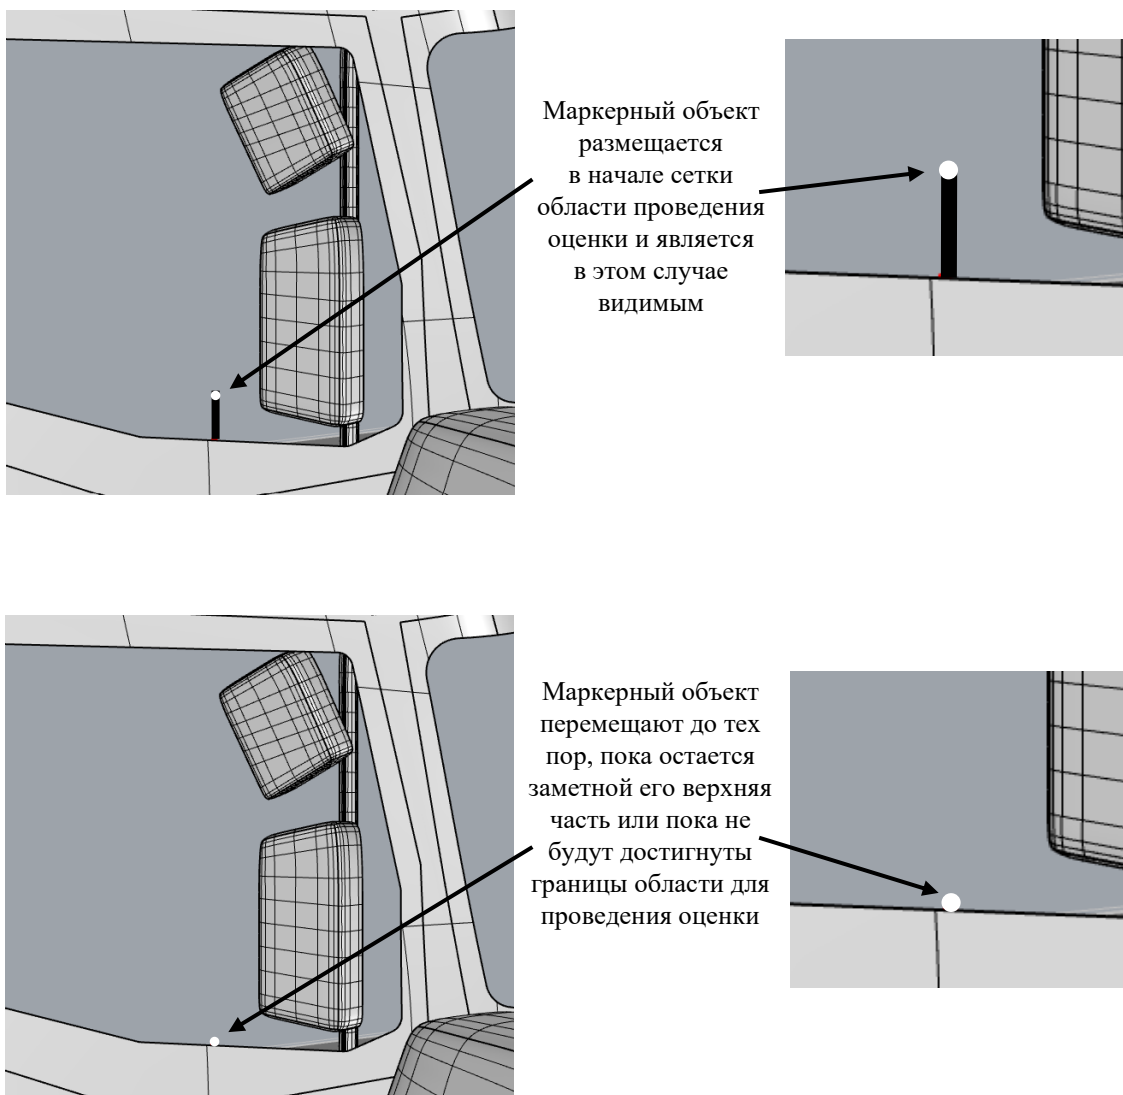 Маркерный объект
размещается
в начале сетки
области проведения
оценки и является
в этом случае
видимым
Маркерный объект
перемещают до тех
пор, пока остается
заметной его верхняя
часть или пока не
будут достигнуты
границы области для
проведения оценки